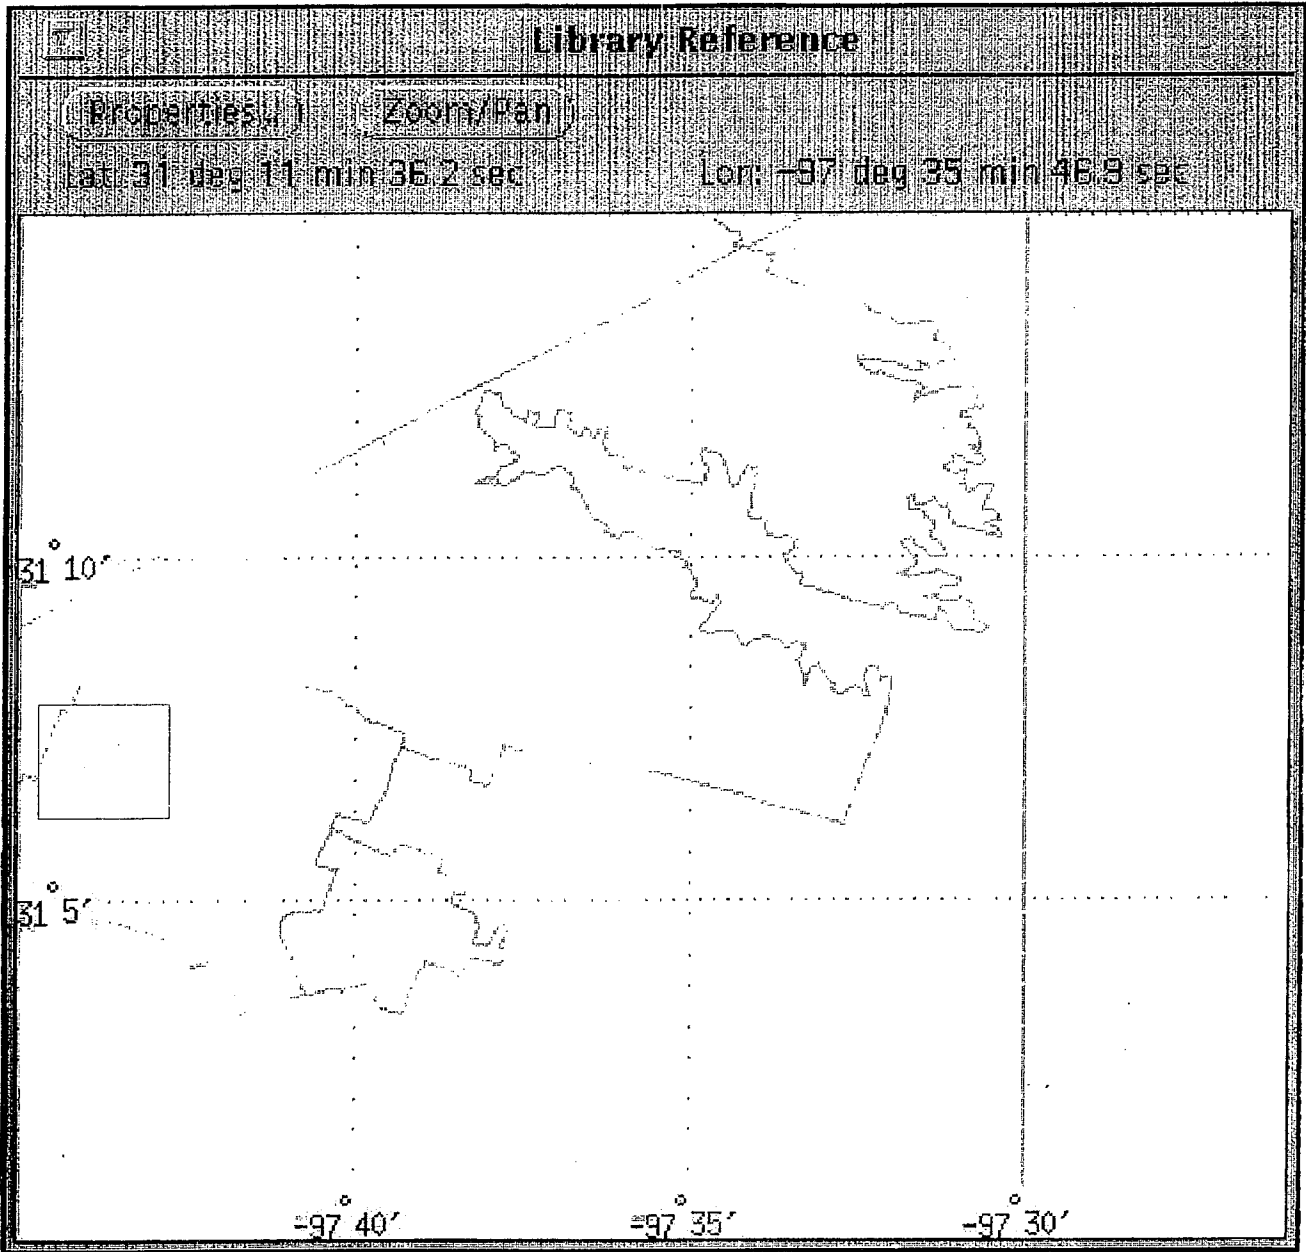 Library Reference
Properties... Zoom/Pan
Lat: 31 deg 11 min 36.2 sec Lon: -97 deg 35 min 46.9 sec
31° 10′
31° 5′
-97° 40′ -97° 35′ -97° 30′